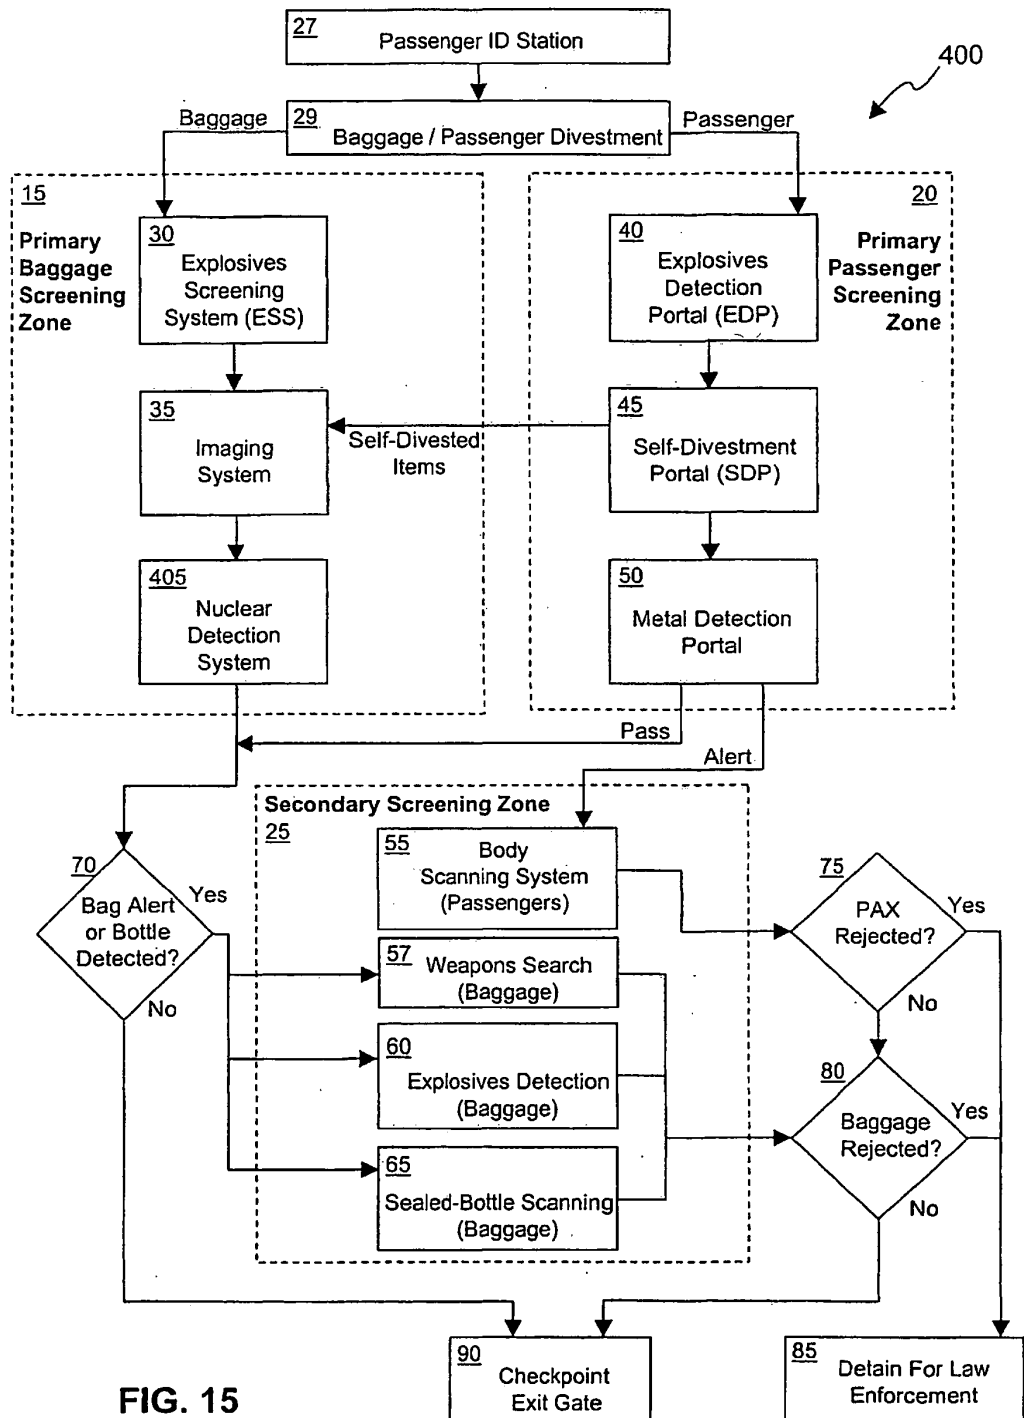 27
Passenger ID Station
400
Baggage
29
Baggage / Passenger Divestment
Passenger
15
Primary
Baggage
Screening
Zone
30
Explosives
Screening
System (ESS)
40
Explosives
Detection
Portal (EDP)
20
Primary
Passenger
Screening
Zone
35
Imaging
System
Self-Divested
Items
45
Self-Divestment
Portal (SDP)
405
Nuclear
Detection
System
50
Metal Detection
Portal
Pass
Alert
Secondary Screening Zone
25
55
Body
Scanning System
(Passengers)
70
Bag Alert
or Bottle
Detected?
Yes
No
57
Weapons Search
(Baggage)
60
Explosives Detection
(Baggage)
65
Sealed-Bottle Scanning
(Baggage)
75
PAX
Rejected?
Yes
No
80
Baggage
Rejected?
Yes
No
90
Checkpoint
Exit Gate
85
Detain For Law
Enforcement
FIG. 15